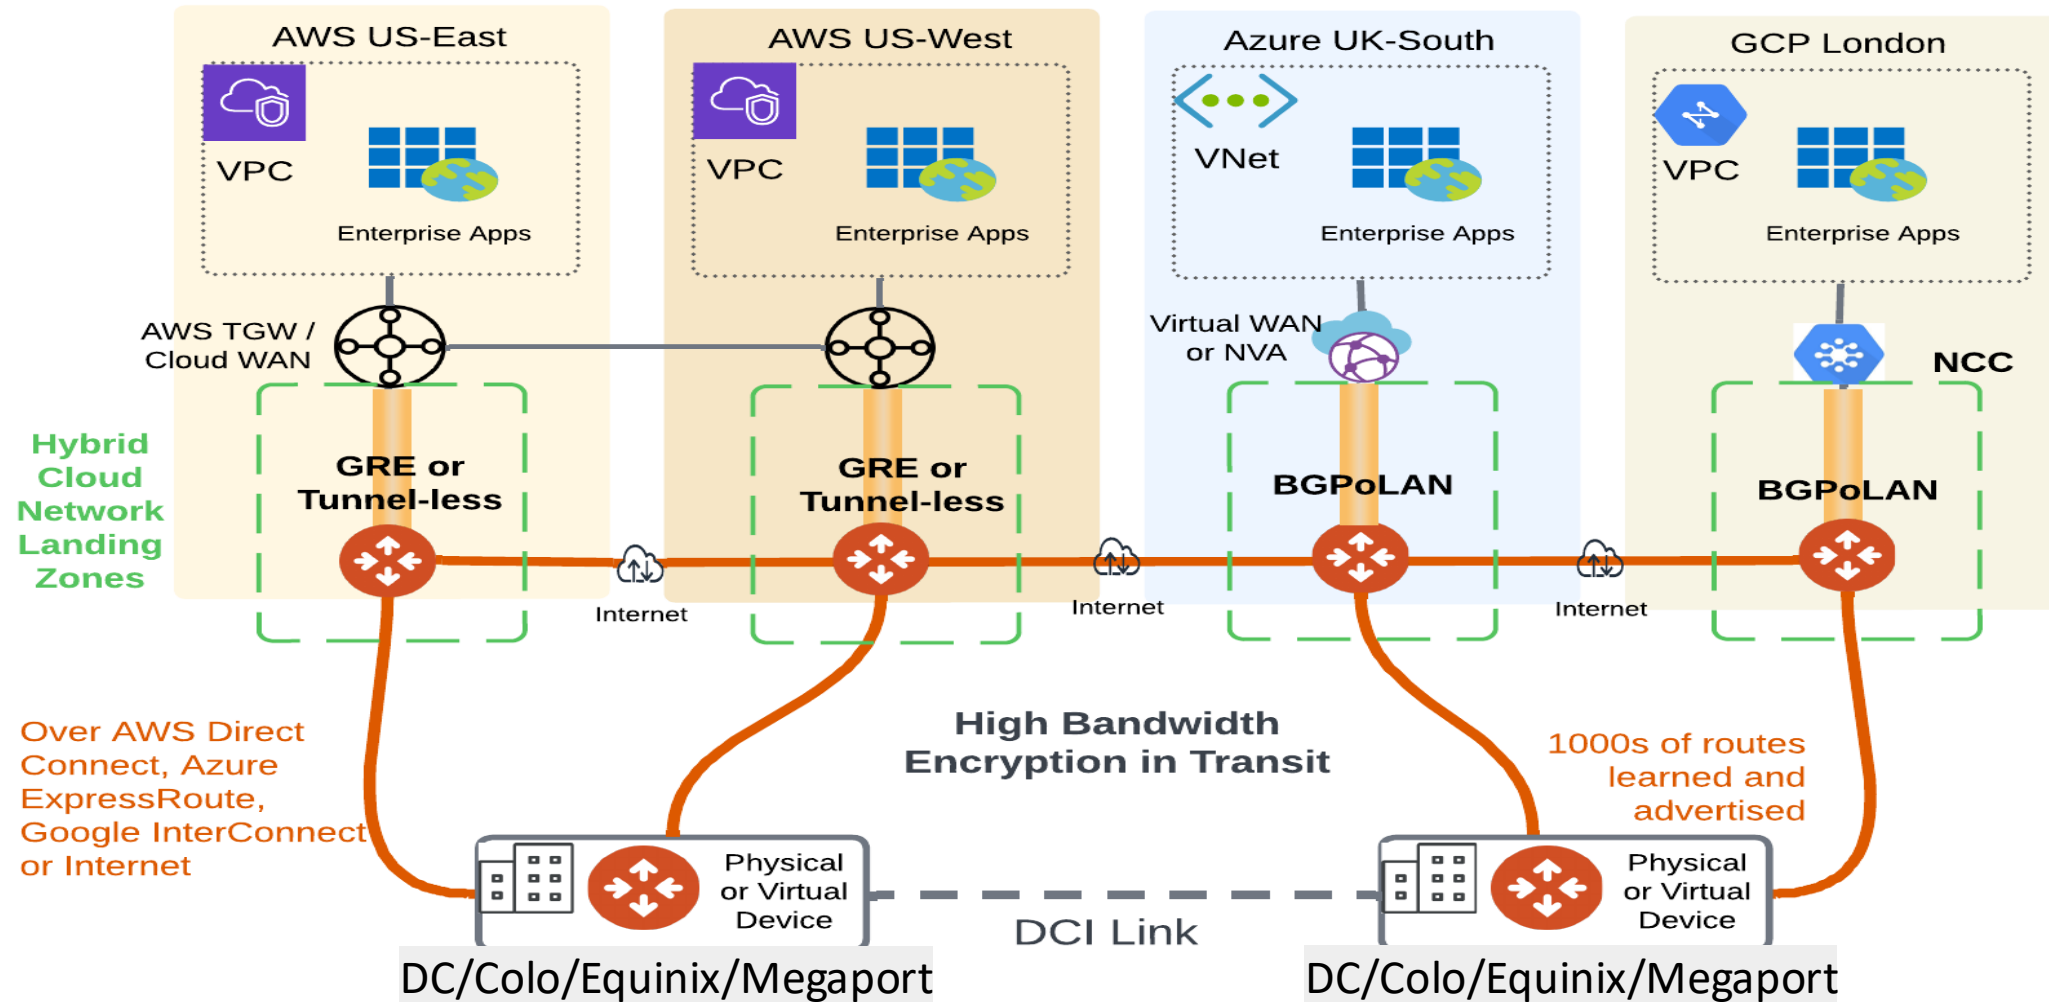 AWS US-East
AWS US-West
Azure UK-South
GCP London
VPC
Enterprise Apps
VPC
Enterprise Apps
VNet
Enterprise Apps
VPC
Enterprise Apps
AWS TGW /
Cloud WAN
Virtual WAN
or NVA
NCC
Hybrid
Cloud
Network
Landing
Zones
GRE or
Tunnel-less
GRE or
Tunnel-less
BGPoLAN
BGPoLAN
Internet
Internet
Internet
Over AWS Direct
Connect, Azure
ExpressRoute,
Google InterConnect
or Internet
High Bandwidth
Encryption in Transit
1000s of routes
learned and
advertised
Physical
or Virtual
Device
DCI Link
Physical
or Virtual
Device
DC/Colo/Equinix/Megaport
DC/Colo/Equinix/Megaport